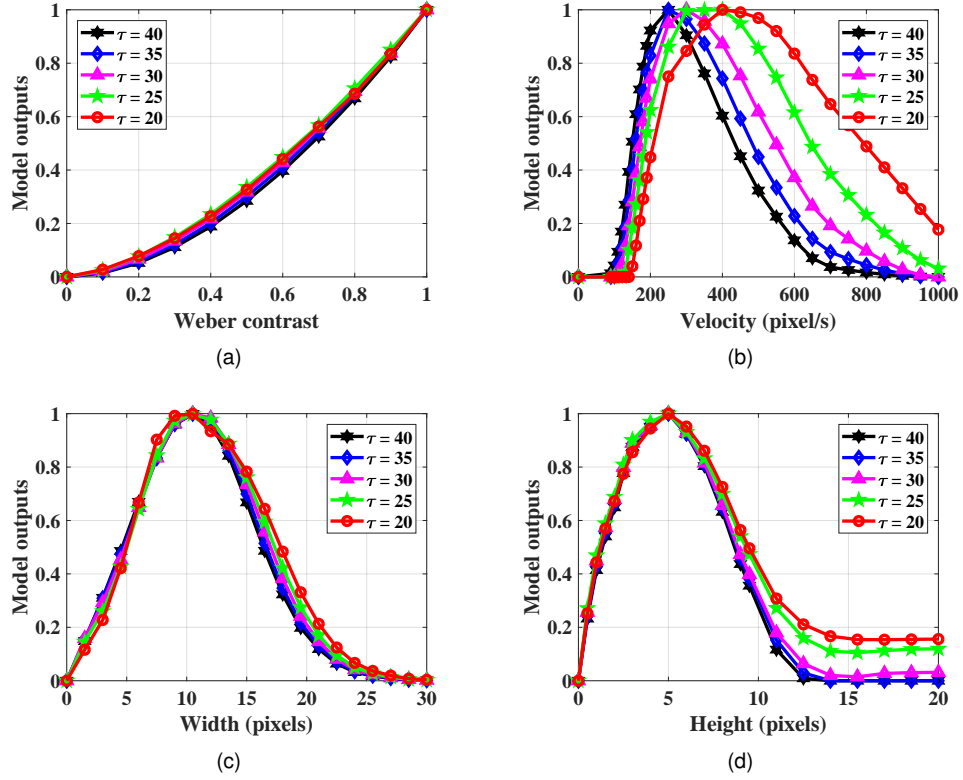 1
0.8
0.6
0.4
0.2
0
Model outputs
τ = 40
τ = 35
τ = 30
τ = 25
τ = 20
0 0.2 0.4 0.6 0.8 1
Weber contrast
(a)
1
0.8
0.6
0.4
0.2
0
Model outputs
τ = 40
τ = 35
τ = 30
τ = 25
τ = 20
0 200 400 600 800 1000
Velocity (pixel/s)
(b)
1
0.8
0.6
0.4
0.2
0
Model outputs
τ = 40
τ = 35
τ = 30
τ = 25
τ = 20
0 5 10 15 20 25 30
Width (pixels)
(c)
1
0.8
0.6
0.4
0.2
0
Model outputs
τ = 40
τ = 35
τ = 30
τ = 25
τ = 20
0 5 10 15 20
Height (pixels)
(d)